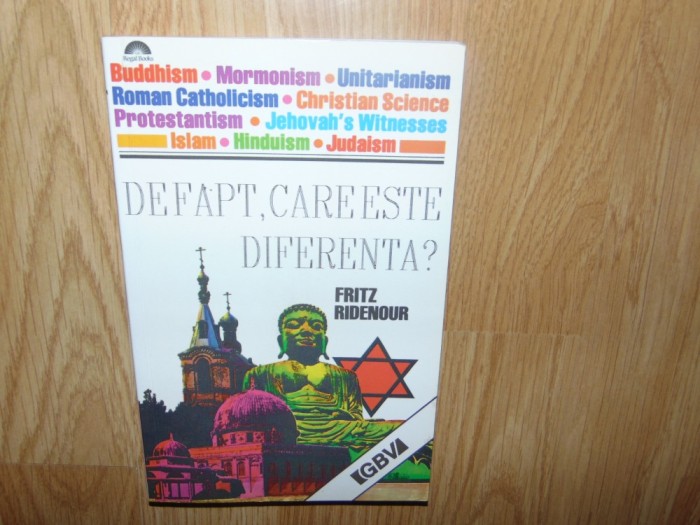 Regal Books
Buddhism • Mormonism • Unitarianism
Roman Catholicism • Christian Science
Protestantism • Jehovah's Witnesses
Islam • Hinduism • Judaism
DE FAPT, CARE ESTE
DIFERENTA?
FRITZ
RIDENOUR
GBV